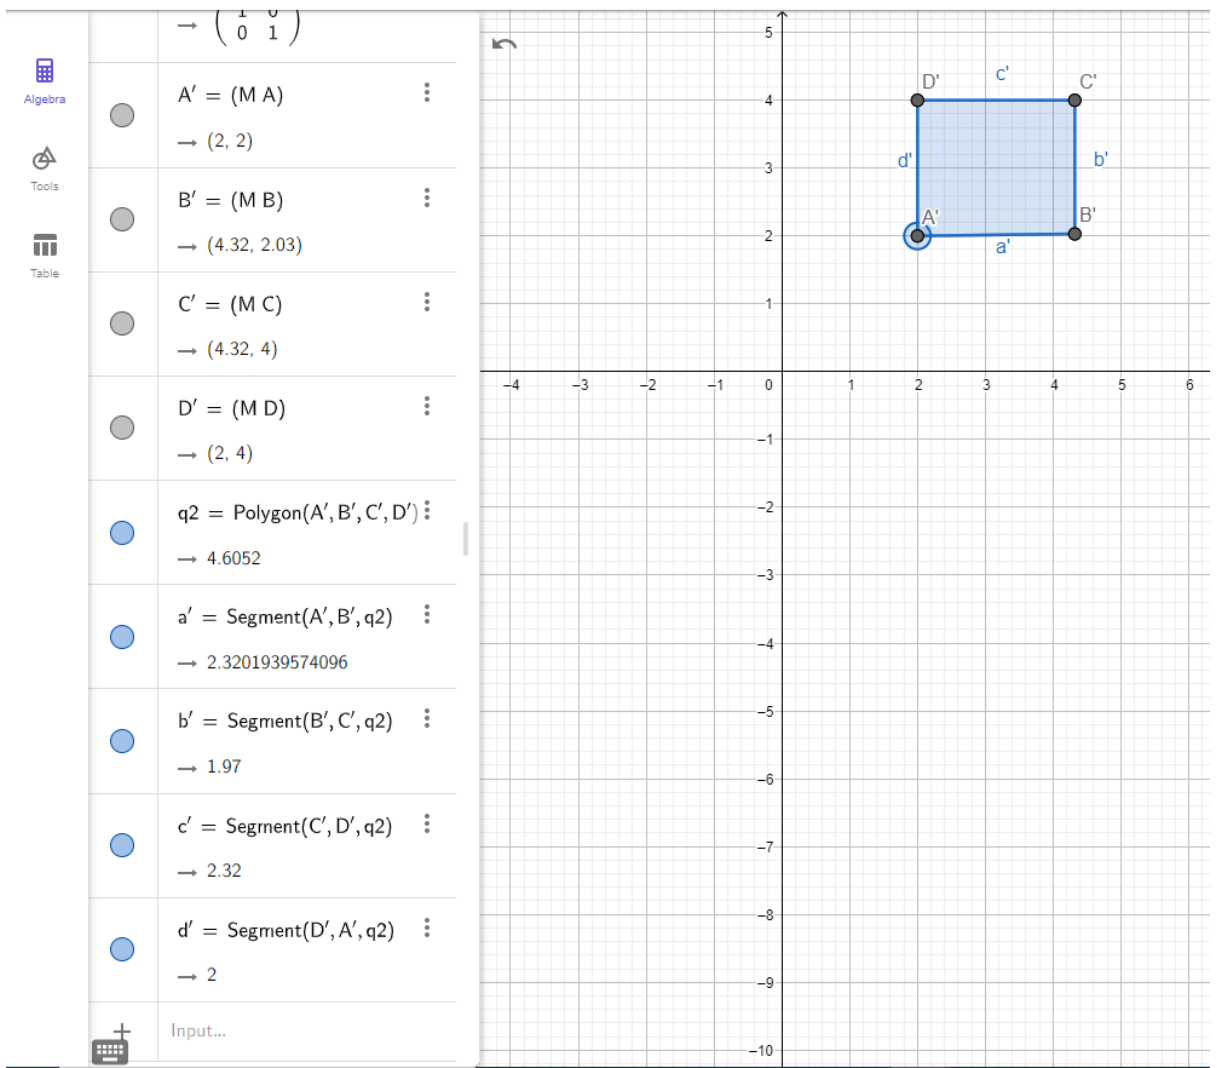 Algebra
Tools
Table
→ ( 1 0
0 1 )
A′ = (M A)
→ (2, 2)
B′ = (M B)
→ (4.32, 2.03)
C′ = (M C)
→ (4.32, 4)
D′ = (M D)
→ (2, 4)
q2 = Polygon(A′, B′, C′, D′)
→ 4.6052
a′ = Segment(A′, B′, q2)
→ 2.3201939574096
b′ = Segment(B′, C′, q2)
→ 1.97
c′ = Segment(C′, D′, q2)
→ 2.32
d′ = Segment(D′, A′, q2)
→ 2
+ Input...
5
4
3
2
1
–4 –3 –2 –1 0 1 2 3 4 5 6
–1
–2
–3
–4
–5
–6
–7
–8
–9
–10
D' c' C'
d' b'
A' B'
a'